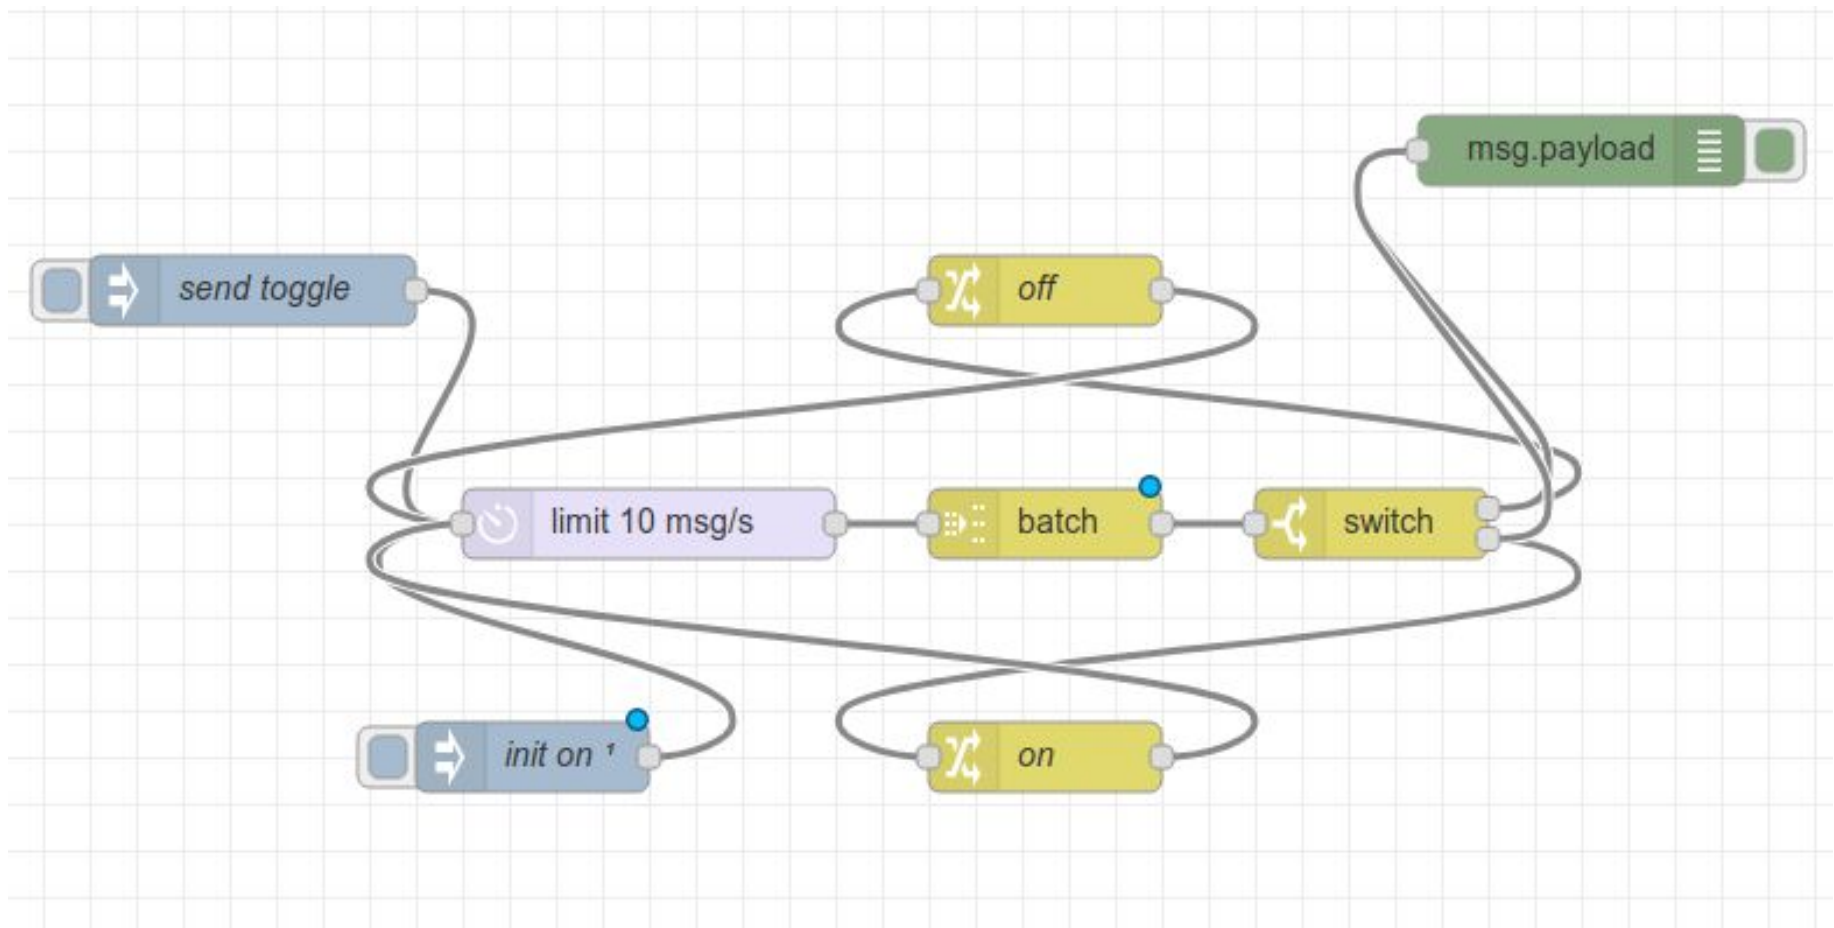 msg.payload
send toggle
off
limit 10 msg/s
batch
switch
init on ¹
on